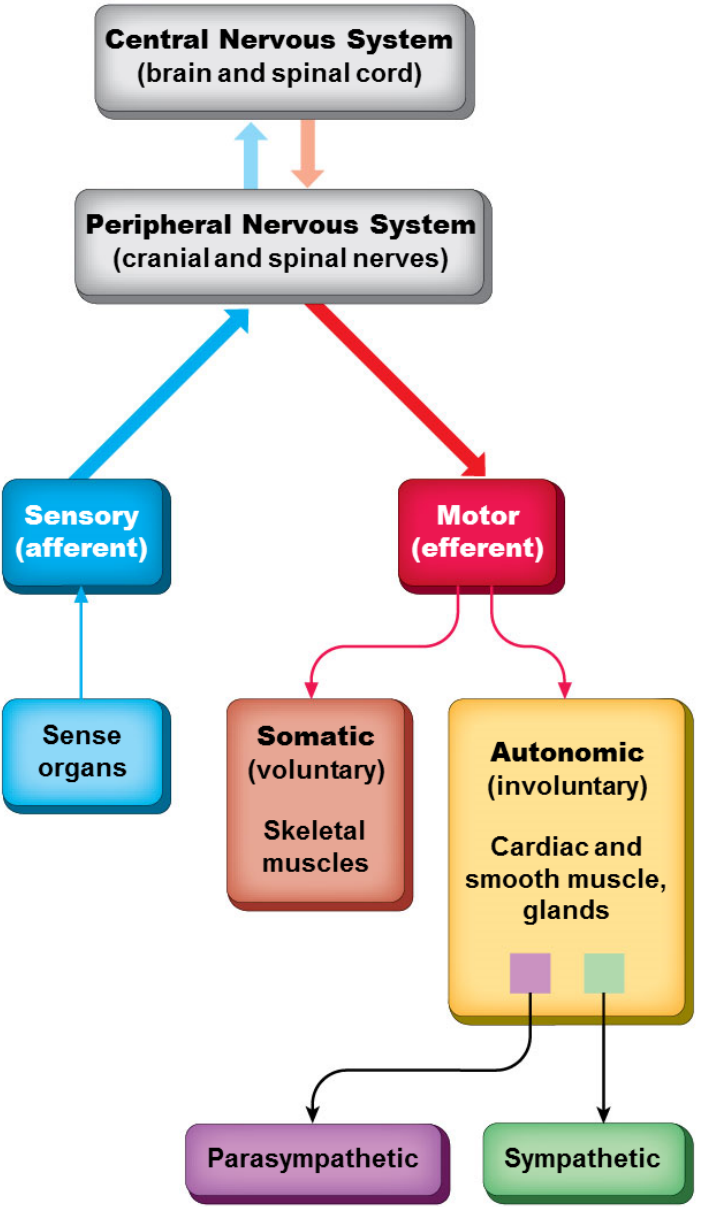 Central Nervous System
(brain and spinal cord)
Peripheral Nervous System
(cranial and spinal nerves)
Sensory
(afferent)
Motor
(efferent)
Sense
organs
Somatic
(voluntary)
Skeletal
muscles
Autonomic
(involuntary)
Cardiac and
smooth muscle,
glands
Parasympathetic
Sympathetic